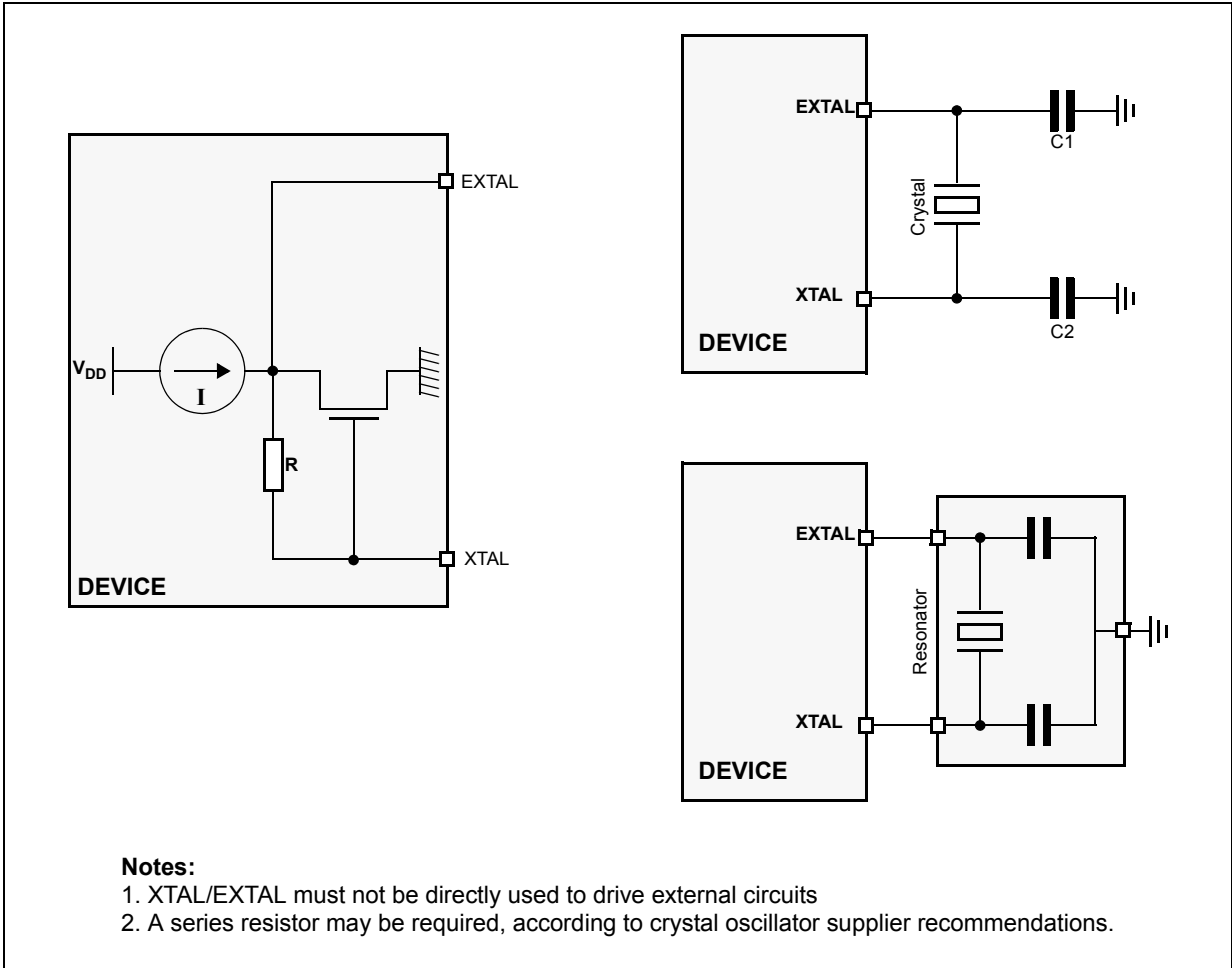 EXTAL
V_DD
I
R
XTAL
DEVICE
EXTAL
C1
Crystal
XTAL
C2
DEVICE
EXTAL
Resonator
XTAL
DEVICE
Notes:
1. XTAL/EXTAL must not be directly used to drive external circuits
2. A series resistor may be required, according to crystal oscillator supplier recommendations.